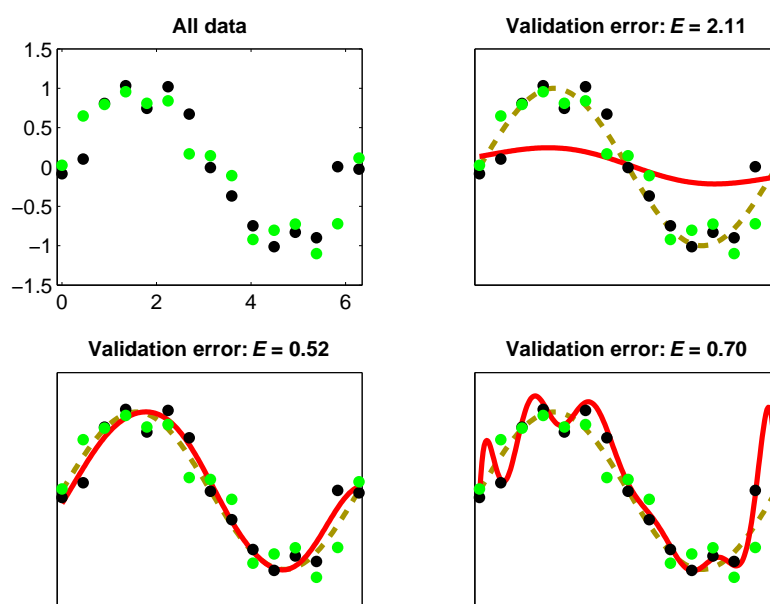 All data
Validation error: E = 2.11
1.5
1
0.5
0
−0.5
−1
−1.5
0 2 4 6
Validation error: E = 0.52
Validation error: E = 0.70